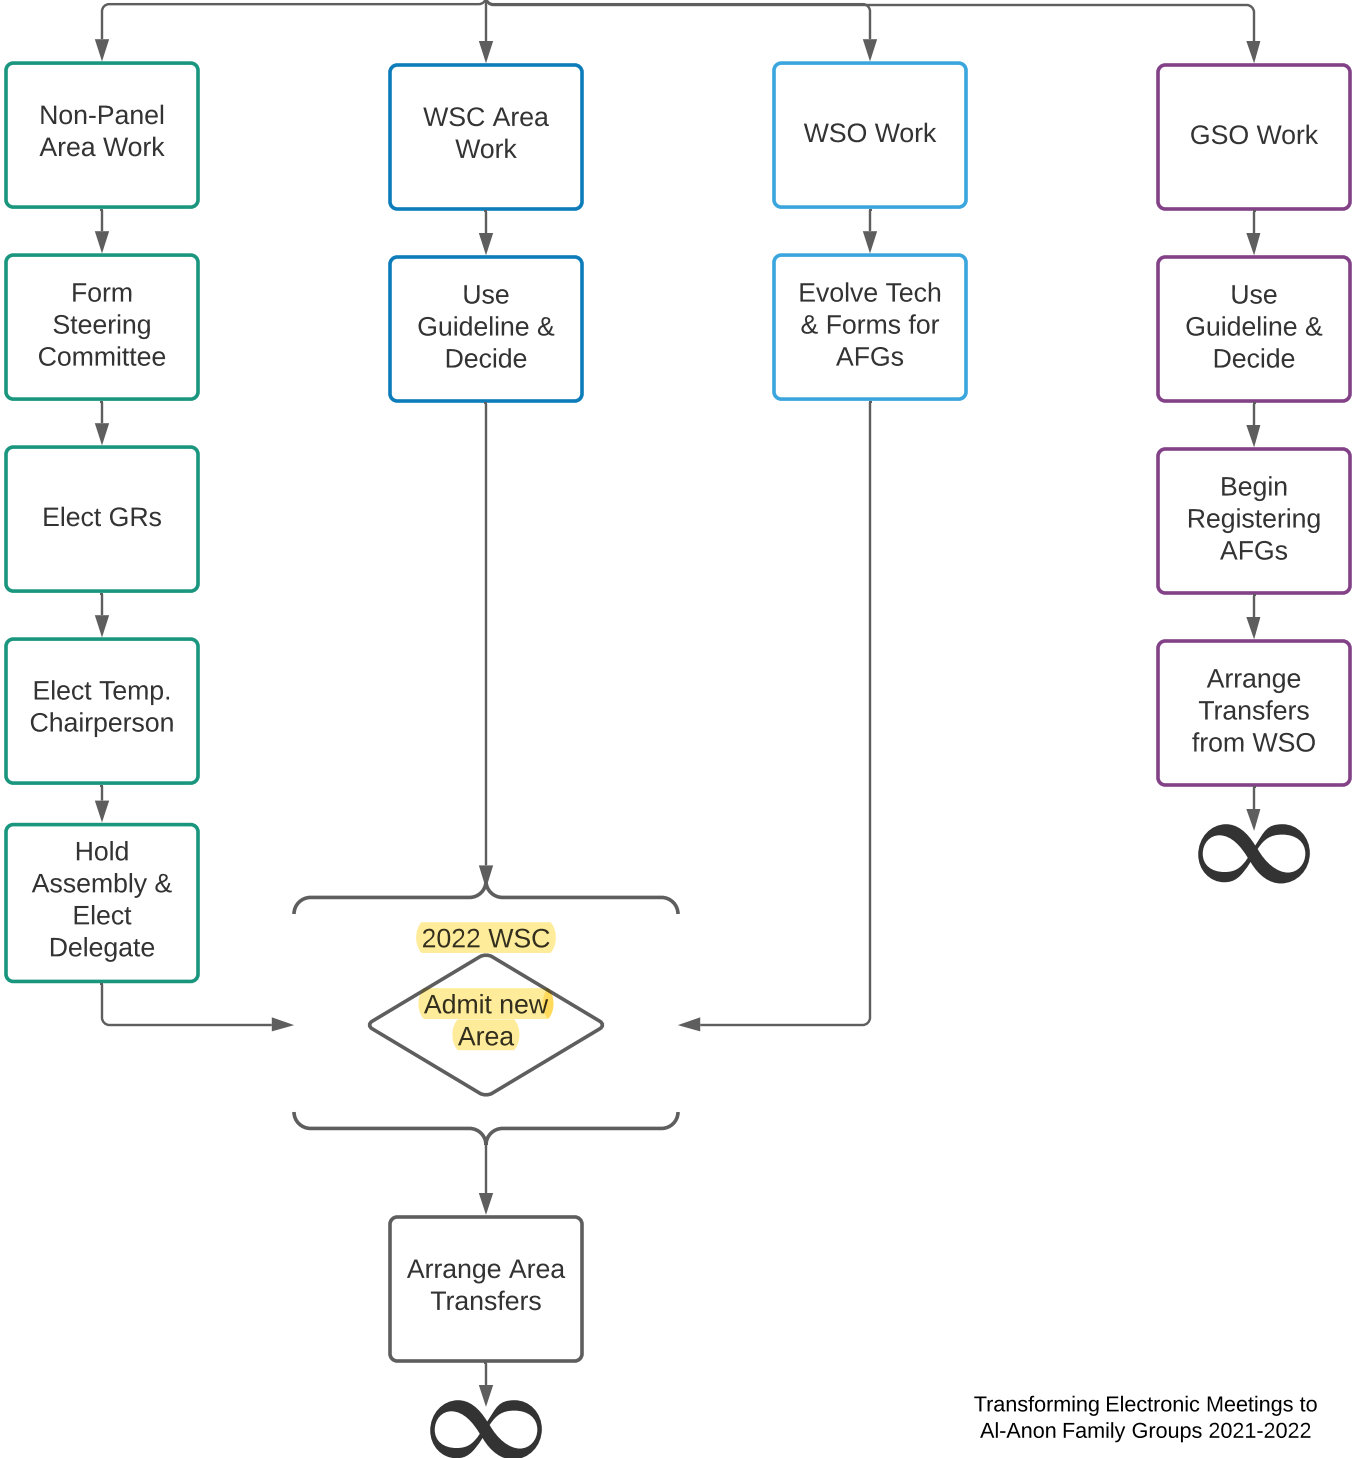 Non-Panel
Area Work
WSC Area
Work
WSO Work
GSO Work
Form
Steering
Committee
Use
Guideline &
Decide
Evolve Tech
& Forms for
AFGs
Use
Guideline &
Decide
Elect GRs
Begin
Registering
AFGs
Elect Temp.
Chairperson
Arrange
Transfers
from WSO
Hold
Assembly &
Elect
Delegate
2022 WSC
Admit new
Area
Arrange Area
Transfers
Transforming Electronic Meetings to
Al-Anon Family Groups 2021-2022